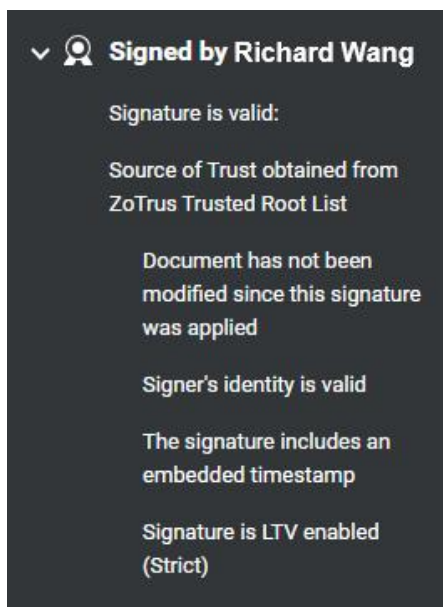 Signed by Richard Wang
Signature is valid:
Source of Trust obtained from
ZoTrus Trusted Root List
Document has not been
modified since this signature
was applied
Signer's identity is valid
The signature includes an
embedded timestamp
Signature is LTV enabled
(Strict)